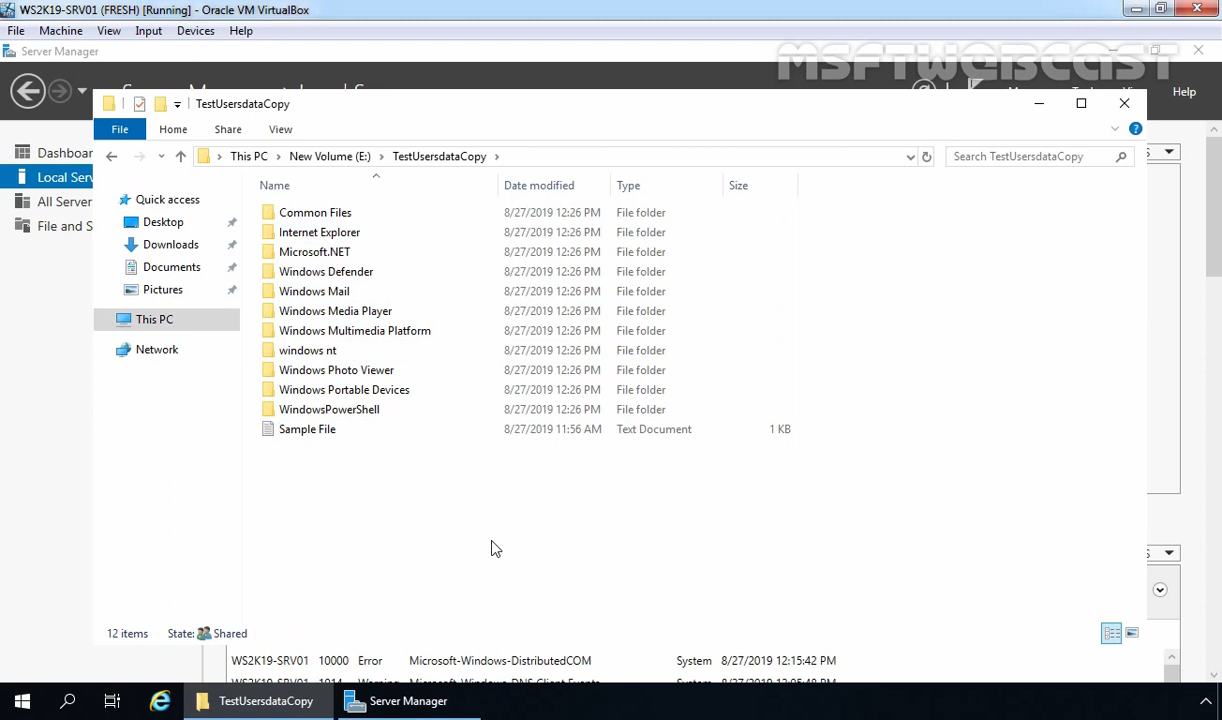 WS2K19-SRV01 (FRESH) [Running] - Oracle VM VirtualBox
File Machine View Input Devices Help
Server Manager
MSFTWEBCAST
Help
TestUsersdataCopy
File Home Share View
This PC New Volume (E:) TestUsersdataCopy
Search TestUsersdataCopy
Dashboar
Local Serv
All Server
File and S
Quick access
Desktop
Downloads
Documents
Pictures
This PC
Network
Name Date modified Type Size
Common Files 8/27/2019 12:26 PM File folder
Internet Explorer 8/27/2019 12:26 PM File folder
Microsoft.NET 8/27/2019 12:26 PM File folder
Windows Defender 8/27/2019 12:26 PM File folder
Windows Mail 8/27/2019 12:26 PM File folder
Windows Media Player 8/27/2019 12:26 PM File folder
Windows Multimedia Platform 8/27/2019 12:26 PM File folder
windows nt 8/27/2019 12:26 PM File folder
Windows Photo Viewer 8/27/2019 12:26 PM File folder
Windows Portable Devices 8/27/2019 12:26 PM File folder
WindowsPowerShell 8/27/2019 12:26 PM File folder
Sample File 8/27/2019 11:56 AM Text Document 1 KB
12 items State: Shared
WS2K19-SRV01 10000 Error Microsoft-Windows-DistributedCOM System 8/27/2019 12:15:42 PM
WS2K19-SRV01 1014 Warning Microsoft-Windows-DNS Client Events System 8/27/2019 12:05:48 PM
TestUsersdataCopy Server Manager